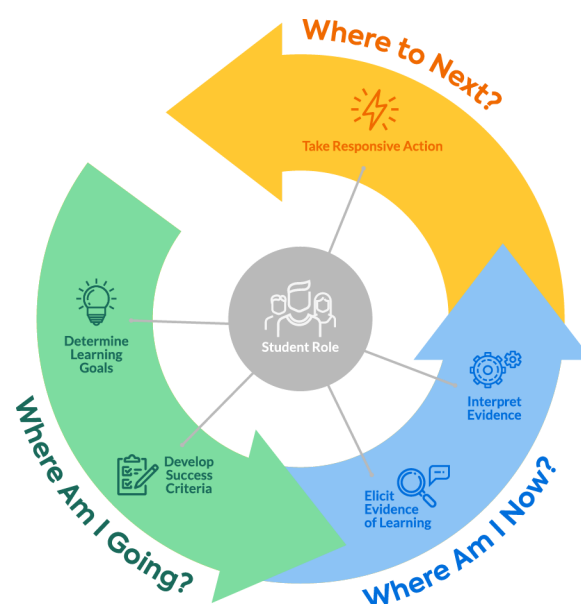 Where to Next?
Take Responsive Action
Student Role
Determine
Learning
Goals
Develop
Success
Criteria
Where Am I Going?
Elicit
Evidence
of Learning
Interpret
Evidence
Where Am I Now?